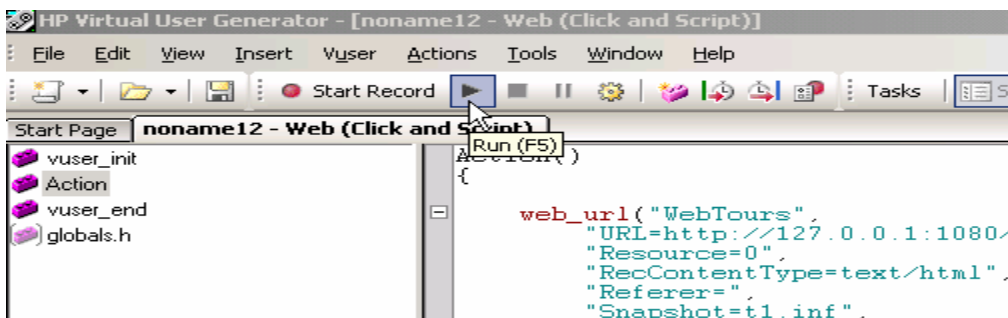 HP Virtual User Generator - [noname12 - Web (Click and Script)]
File Edit View Insert Vuser Actions Tools Window Help
Start Record Tasks S
Start Page noname12 - Web (Click and Script)
Run (F5)
vuser_init
Action
vuser_end
globals.h
Action()
{
web_url("WebTours",
"URL=http://127.0.0.1:1080/
"Resource=0",
"RecContentType=text/html",
"Referer=",
"Snapshot=t1.inf",